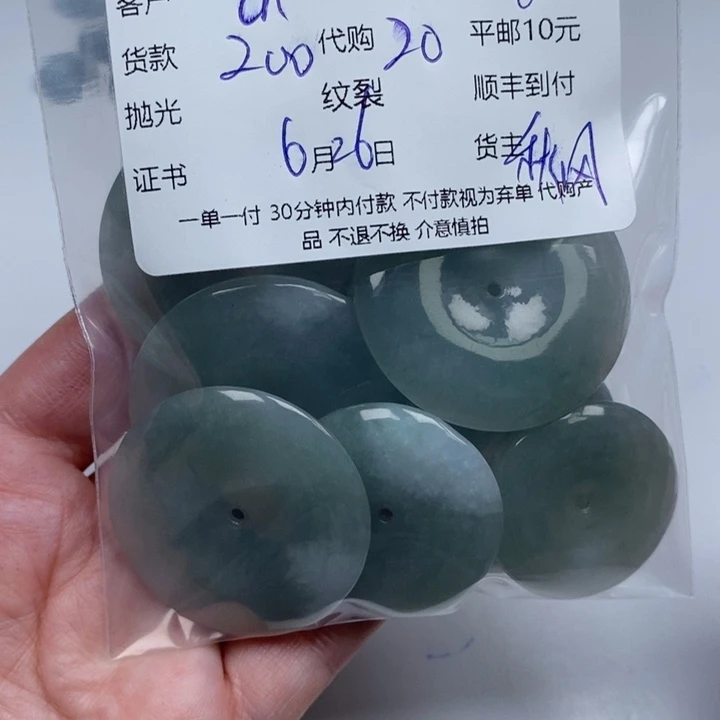 客户
货款 200 代购 20 平邮10元
抛光 纹裂 顺丰到付
证书 6月26日 货主
一单一付 30分钟内付款 不付款视为弃单 代购产
品 不退不换 介意慎拍